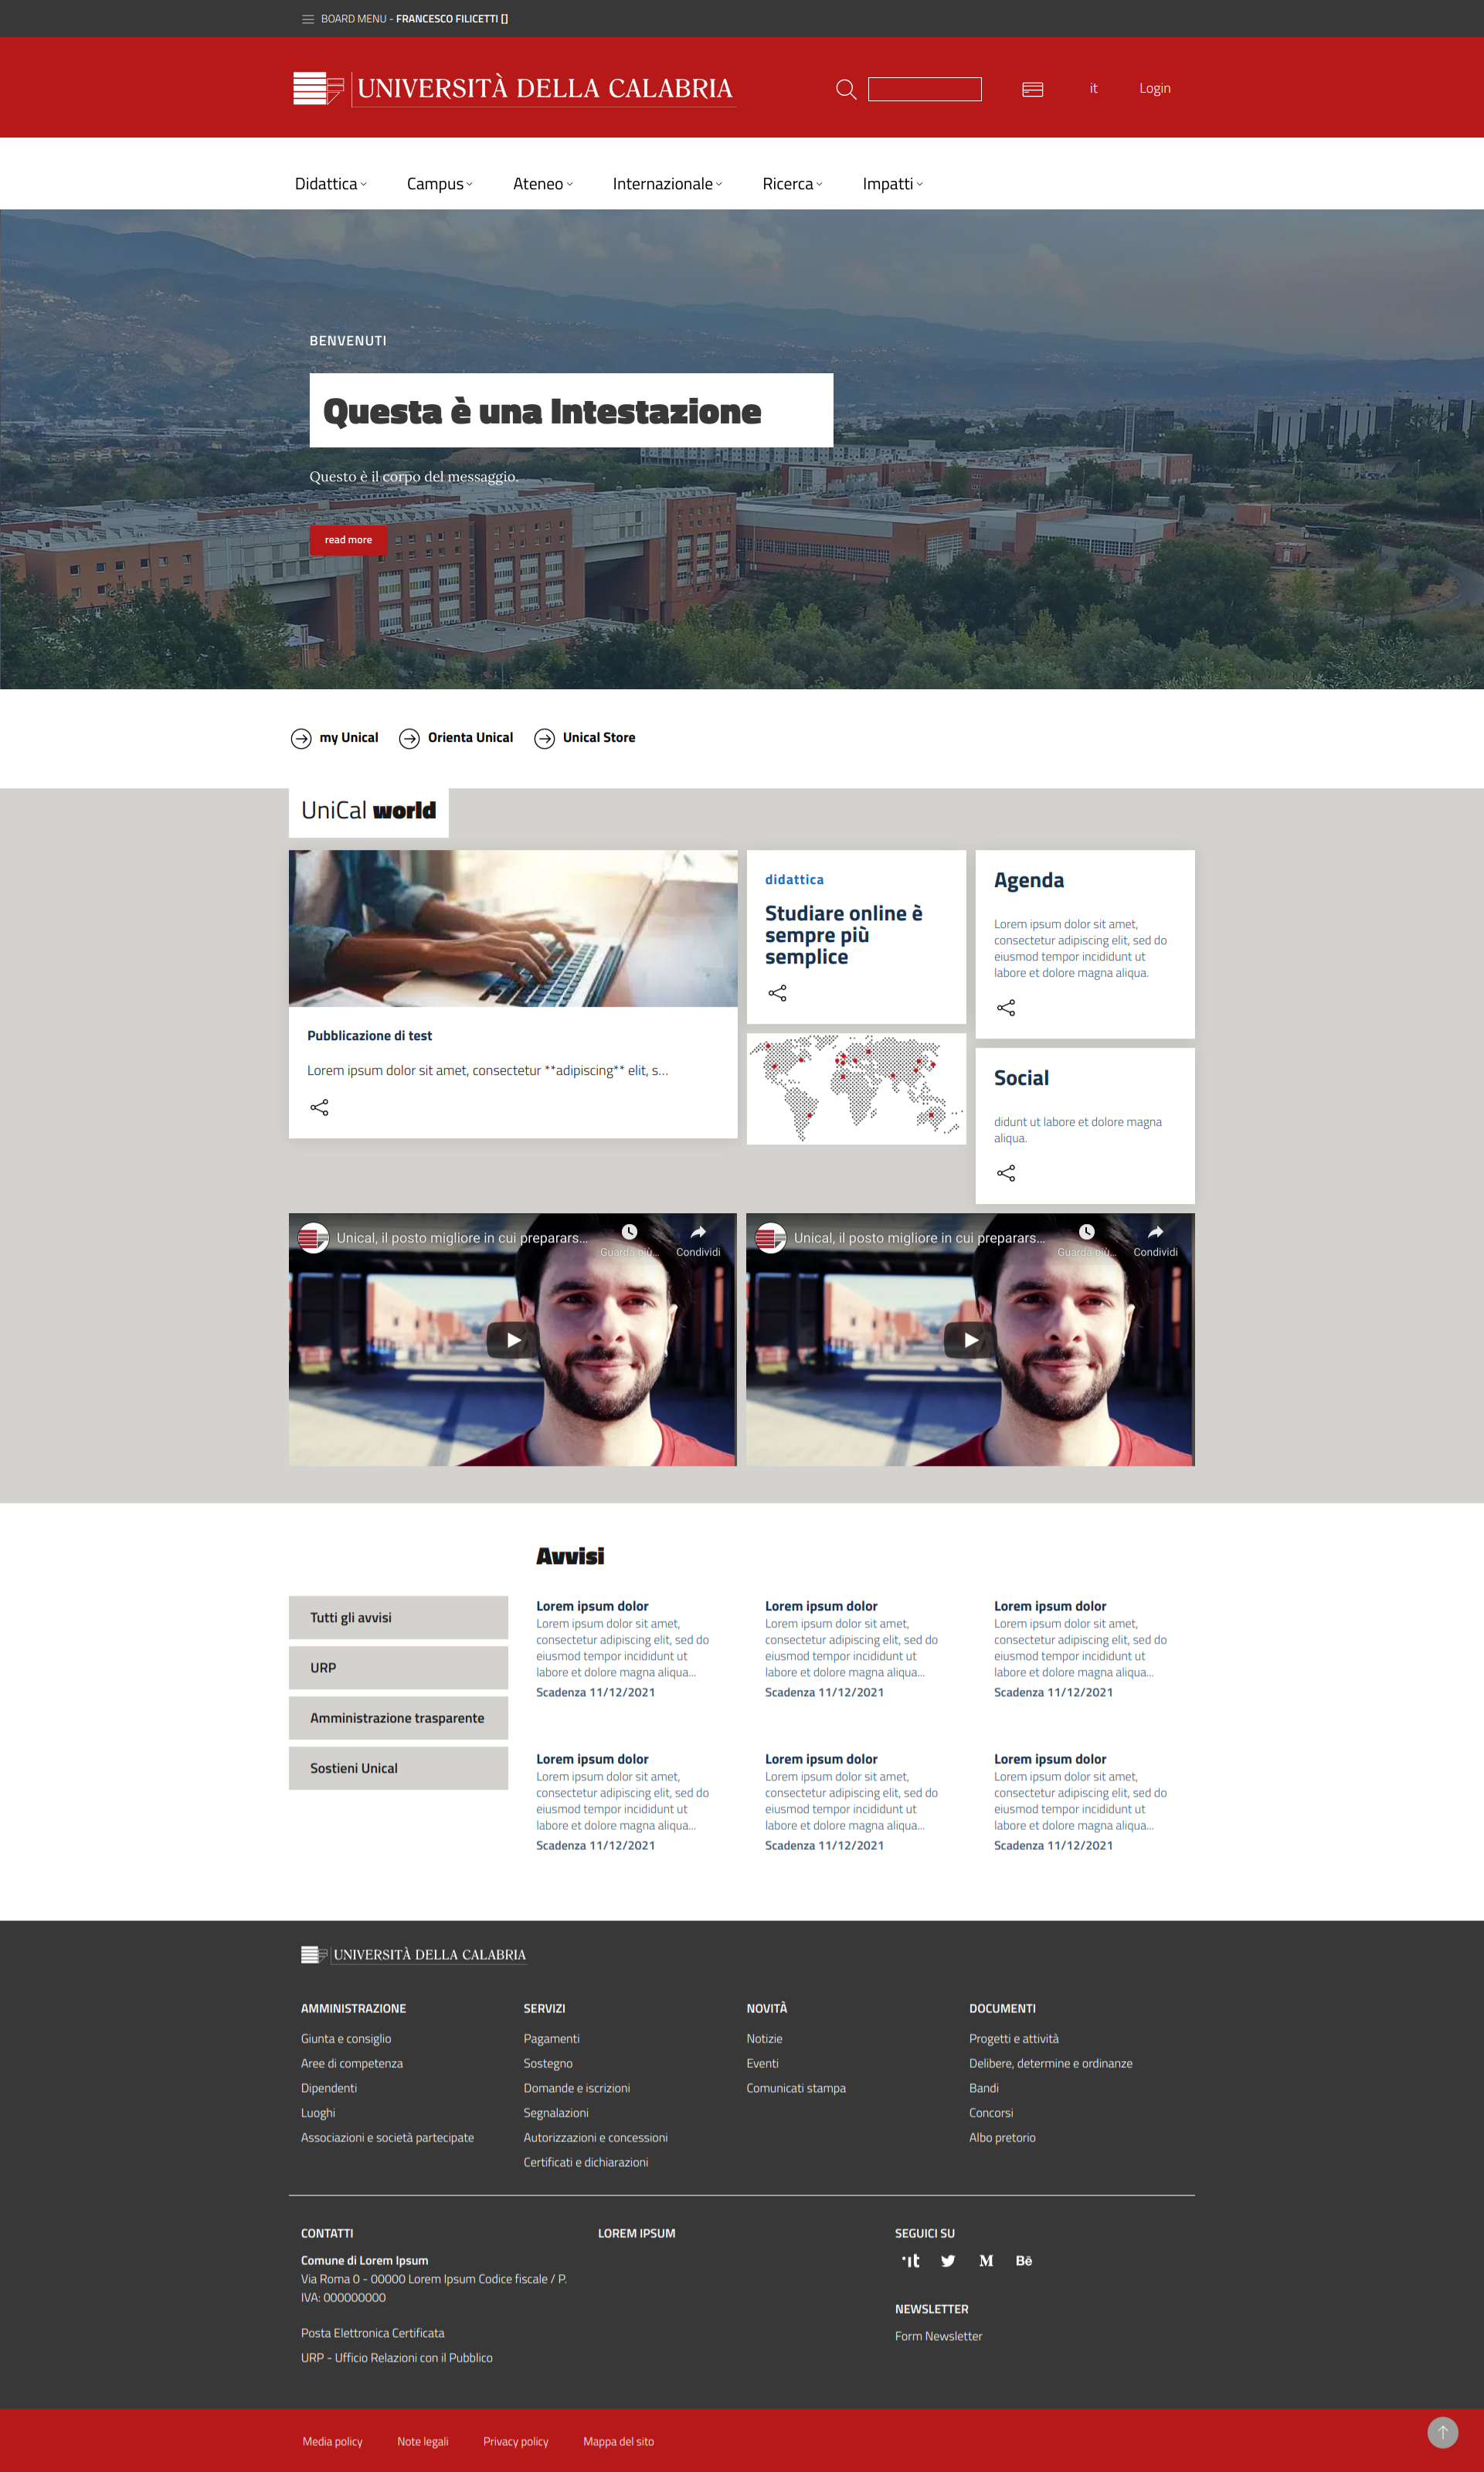 BOARD MENU - FRANCESCO FILICETTI []
UNIVERSITÀ DELLA CALABRIA
it
Login
Didattica
Campus
Ateneo
Internazionale
Ricerca
Impatti
BENVENUTI
Questa è una Intestazione
Questo è il corpo del messaggio.
read more
my Unical
Orienta Unical
Unical Store
UniCal world
Pubblicazione di test
Lorem ipsum dolor sit amet, consectetur **adipiscing** elit, s...
didattica
Studiare online è
sempre più
semplice
Agenda
Lorem ipsum dolor sit amet,
consectetur adipiscing elit, sed do
eiusmod tempor incididunt ut
labore et dolore magna aliqua.
Social
didunt ut labore et dolore magna
aliqua.
Unical, il posto migliore in cui preparars...
Guarda più...
Condividi
Unical, il posto migliore in cui preparars...
Guarda più...
Condividi
Avvisi
Tutti gli avvisi
URP
Amministrazione trasparente
Sostieni Unical
Lorem ipsum dolor
Lorem ipsum dolor sit amet,
consectetur adipiscing elit, sed do
eiusmod tempor incididunt ut
labore et dolore magna aliqua...
Scadenza 11/12/2021
Lorem ipsum dolor
Lorem ipsum dolor sit amet,
consectetur adipiscing elit, sed do
eiusmod tempor incididunt ut
labore et dolore magna aliqua...
Scadenza 11/12/2021
Lorem ipsum dolor
Lorem ipsum dolor sit amet,
consectetur adipiscing elit, sed do
eiusmod tempor incididunt ut
labore et dolore magna aliqua...
Scadenza 11/12/2021
Lorem ipsum dolor
Lorem ipsum dolor sit amet,
consectetur adipiscing elit, sed do
eiusmod tempor incididunt ut
labore et dolore magna aliqua...
Scadenza 11/12/2021
Lorem ipsum dolor
Lorem ipsum dolor sit amet,
consectetur adipiscing elit, sed do
eiusmod tempor incididunt ut
labore et dolore magna aliqua...
Scadenza 11/12/2021
Lorem ipsum dolor
Lorem ipsum dolor sit amet,
consectetur adipiscing elit, sed do
eiusmod tempor incididunt ut
labore et dolore magna aliqua...
Scadenza 11/12/2021
UNIVERSITÀ DELLA CALABRIA
AMMINISTRAZIONE
Giunta e consiglio
Aree di competenza
Dipendenti
Luoghi
Associazioni e società partecipate
SERVIZI
Pagamenti
Sostegno
Domande e iscrizioni
Segnalazioni
Autorizzazioni e concessioni
Certificati e dichiarazioni
NOVITÀ
Notizie
Eventi
Comunicati stampa
DOCUMENTI
Progetti e attività
Delibere, determine e ordinanze
Bandi
Concorsi
Albo pretorio
CONTATTI
Comune di Lorem Ipsum
Via Roma 0 - 00000 Lorem Ipsum Codice fiscale / P.
IVA: 000000000
Posta Elettronica Certificata
URP - Ufficio Relazioni con il Pubblico
LOREM IPSUM
SEGUICI SU
NEWSLETTER
Form Newsletter
Media policy
Note legali
Privacy policy
Mappa del sito